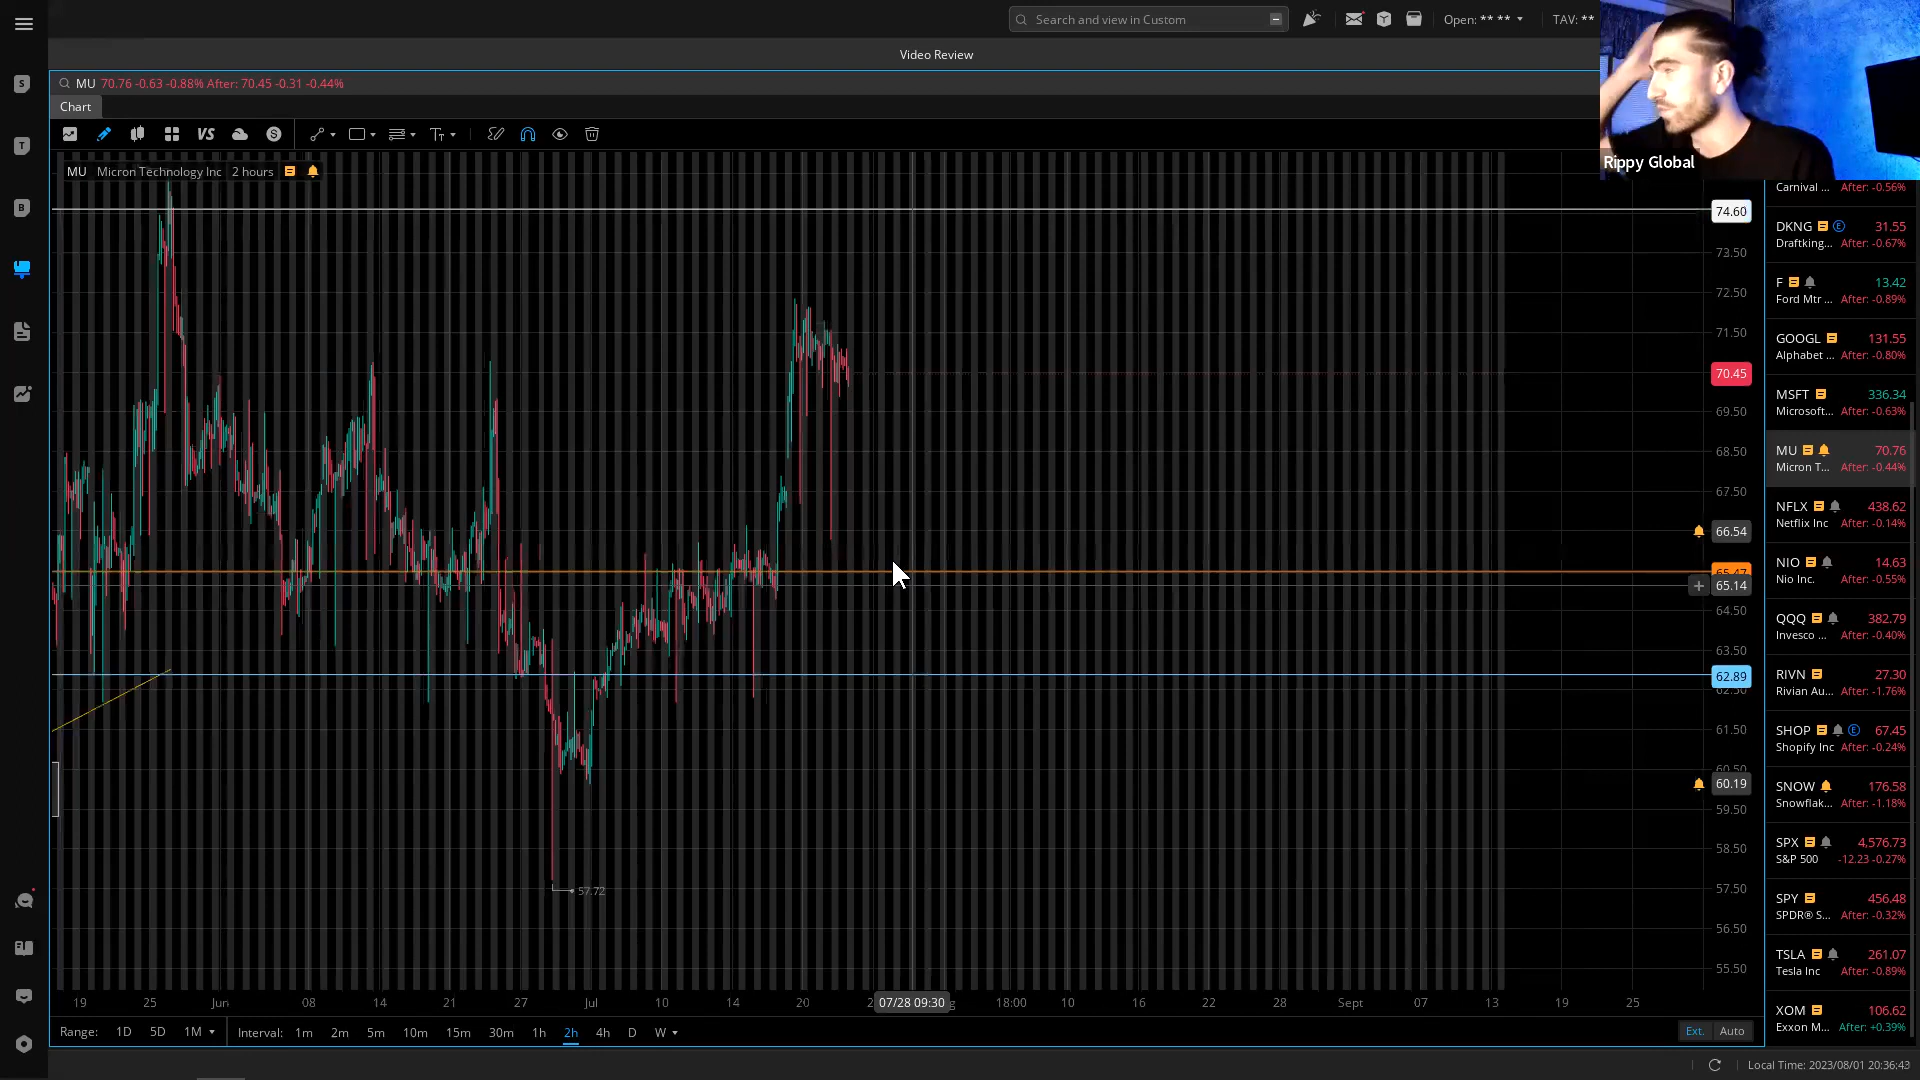 Search and view in Custom
Open: ** **
TAV: **
Video Review
MU 70.76 -0.63 -0.88% After: 70.45 -0.31 -0.44%
Chart
VS
MU Micron Technology Inc 2 hours
Rippy Global
74.60
73.50
72.50
71.50
70.45
69.50
68.50
67.50
66.54
65.47
65.14
64.50
63.50
62.89
62.50
61.50
60.50
60.19
59.50
58.50
57.50
56.50
55.50
57.72
19 25 Jun 08 14 21 27 Jul 10 14 20 07/28 09:30 18:00 10 16 22 28 Sept 07 13 19 25
Range: 1D 5D 1M Interval: 1m 2m 5m 10m 15m 30m 1h 2h 4h D W
Ext. Auto
Local Time: 2023/08/01 20:36:43
Carnival ... After: -0.56%
DKNG 31.55
Draftking... After: -0.67%
F 13.42
Ford Mtr ... After: -0.89%
GOOGL 131.55
Alphabet ... After: -0.80%
MSFT 336.34
Microsoft... After: -0.63%
MU 70.76
Micron T... After: -0.44%
NFLX 438.62
Netflix Inc After: -0.14%
NIO 14.63
Nio Inc. After: -0.55%
QQQ 382.79
Invesco ... After: -0.40%
RIVN 27.30
Rivian Au... After: -1.76%
SHOP 67.45
Shopify Inc After: -0.24%
SNOW 176.58
Snowflak... After: -1.18%
SPX 4,576.73
S&P 500 -12.23 -0.27%
SPY 456.48
SPDR® S... After: -0.32%
TSLA 261.07
Tesla Inc After: -0.89%
XOM 106.62
Exxon M... After: +0.39%